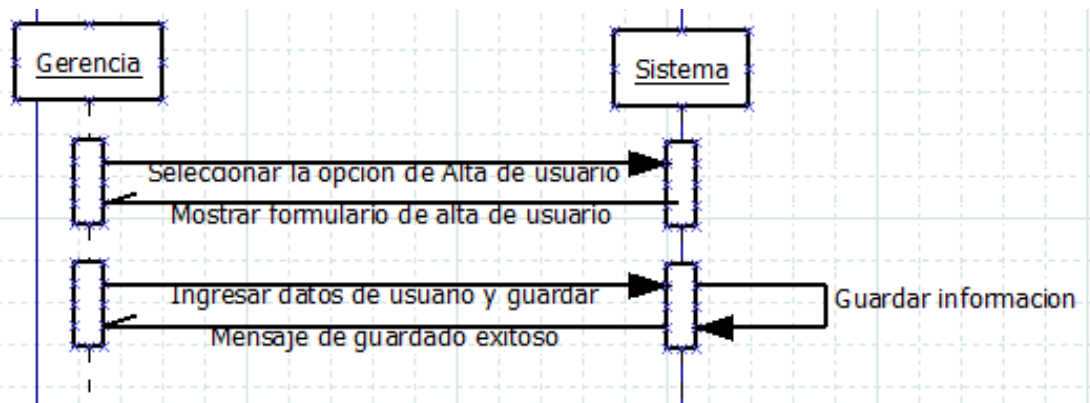 Gerencia
Sistema
Seleccionar la opcion de Alta de usuario
Mostrar formulario de alta de usuario
Ingresar datos de usuario y guardar
Guardar informacion
Mensaje de guardado exitoso